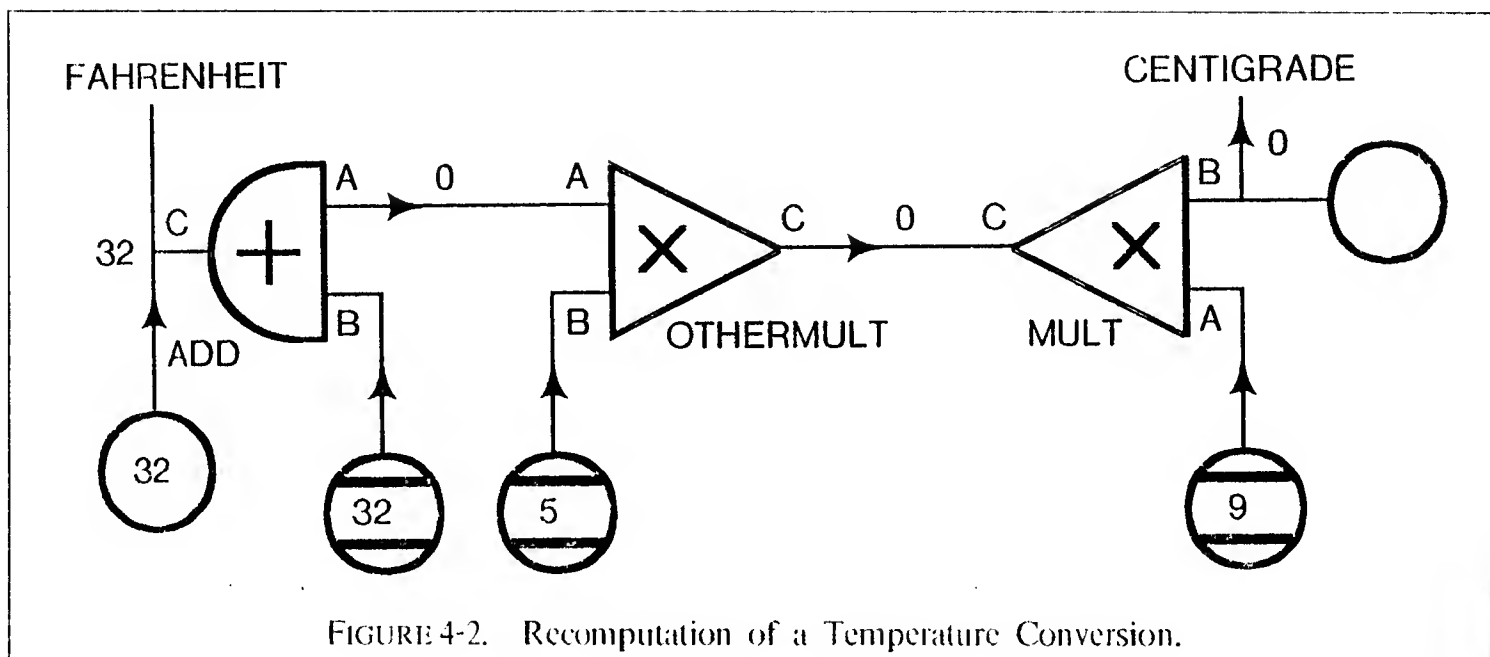 FAHRENHEIT
CENTIGRADE
A 0 A
B 0
C
32
C 0 C
B
B
A
ADD
OTHERMULT
MULT
32
32
5
9
FIGURE 4-2. Recomputation of a Temperature Conversion.